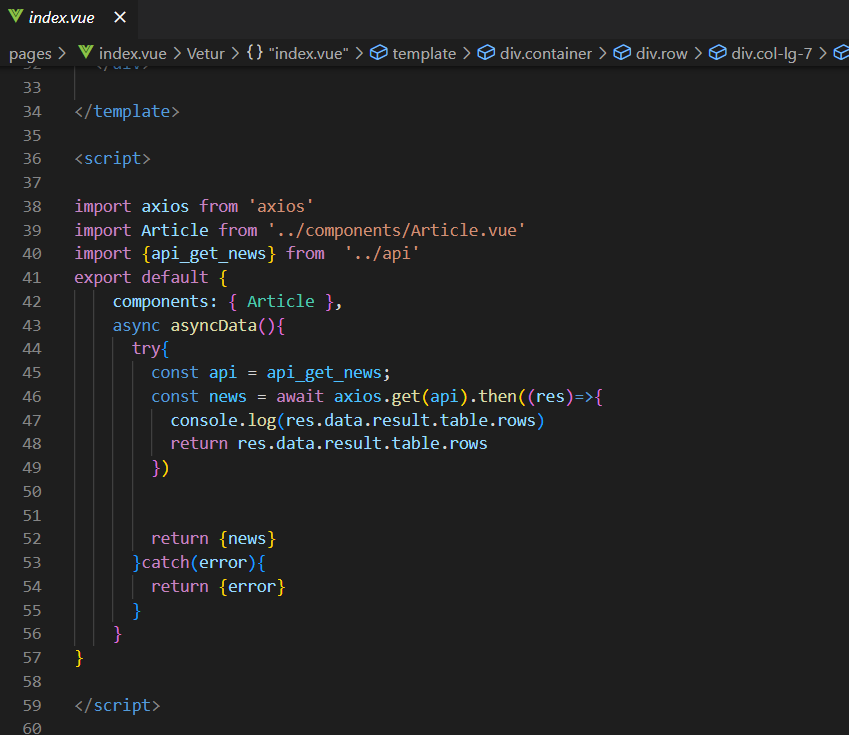 index.vue
pages > index.vue > Vetur > {} "index.vue" > template > div.container > div.row > div.col-lg-7 >
32 </div>
33
34 </template>
35
36 <script>
37
38 import axios from 'axios'
39 import Article from '../components/Article.vue'
40 import {api_get_news} from  '../api'
41 export default {
42     components: { Article },
43     async asyncData(){
44       try{
45         const api = api_get_news;
46         const news = await axios.get(api).then((res)=>{
47           console.log(res.data.result.table.rows)
48           return res.data.result.table.rows
49         })
50
51
52         return {news}
53       }catch(error){
54         return {error}
55       }
56     }
57 }
58
59 </script>
60